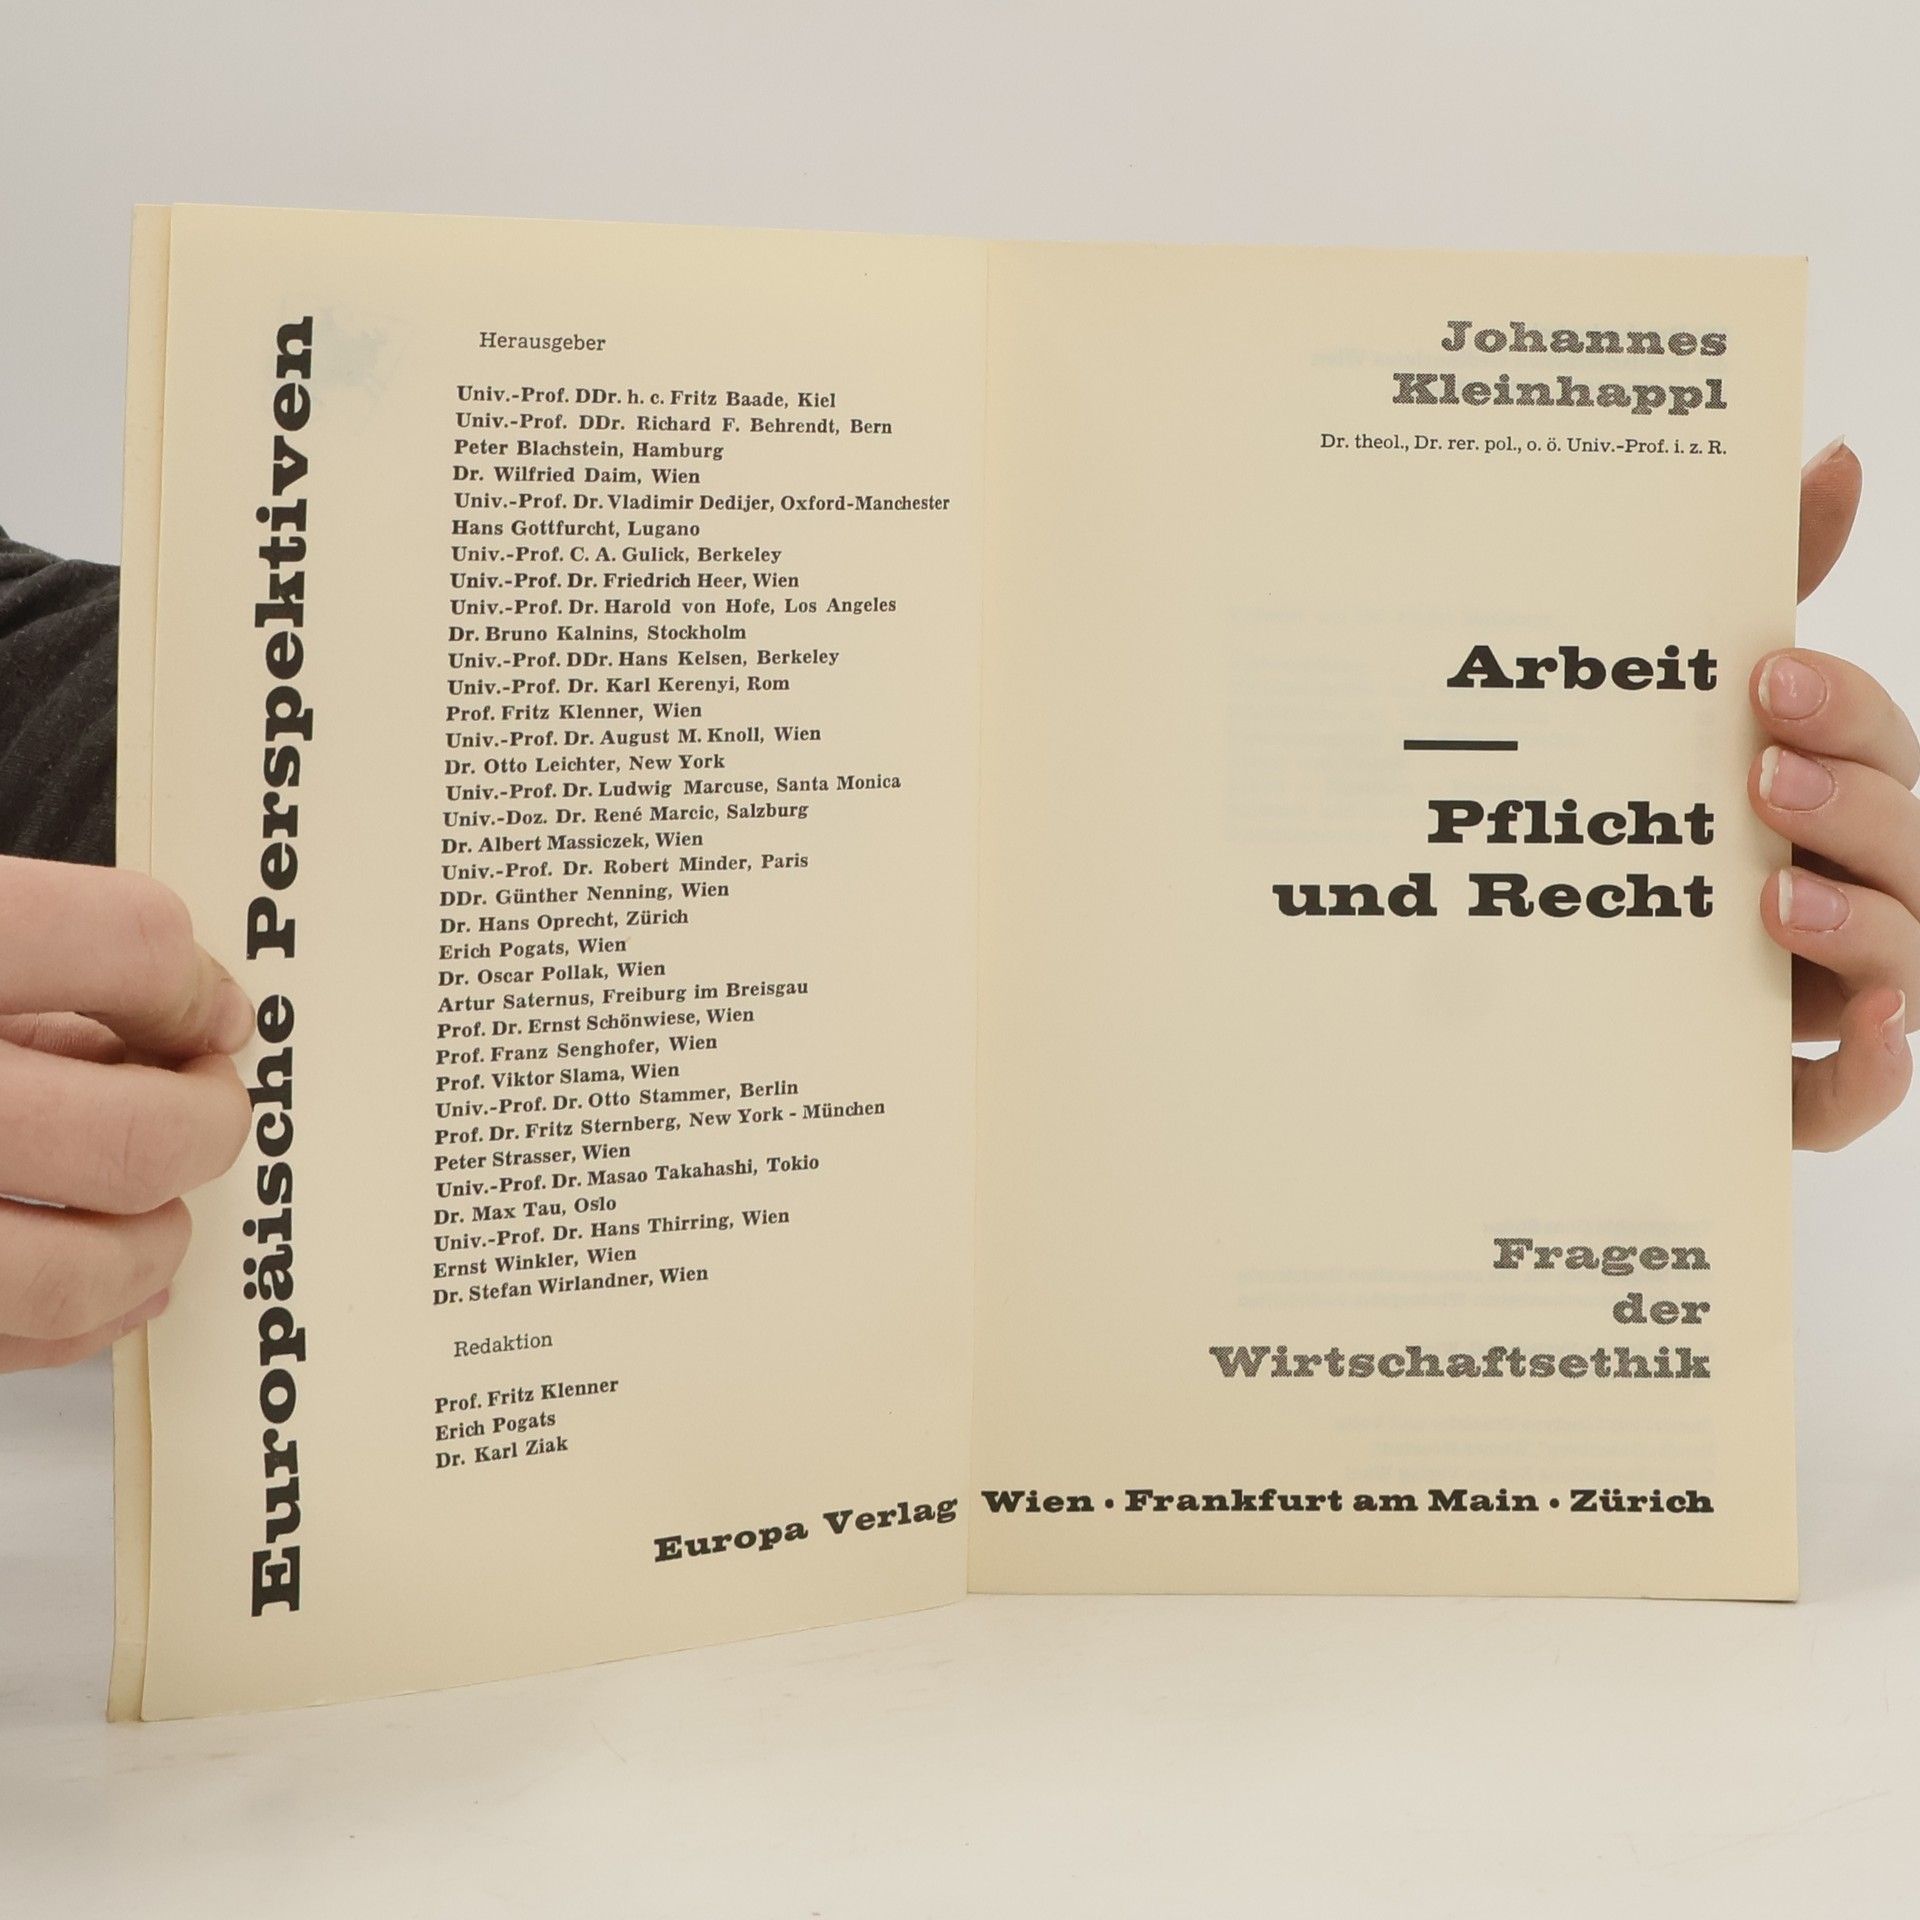 Europäische Perspektiven
Herausgeber
Univ.-Prof. DDr. h. c. Fritz Baade, Kiel
Univ.-Prof. DDr. Richard F. Behrendt, Bern
Peter Blachstein, Hamburg
Dr. Wilfried Daim, Wien
Univ.-Prof. Dr. Vladimir Dedijer, Oxford-Manchester
Hans Gottfurcht, Lugano
Univ.-Prof. C. A. Gulick, Berkeley
Univ.-Prof. Dr. Friedrich Heer, Wien
Univ.-Prof. Dr. Harold von Hofe, Los Angeles
Dr. Bruno Kalnins, Stockholm
Univ.-Prof. DDr. Hans Kelsen, Berkeley
Univ.-Prof. Dr. Karl Kerenyi, Rom
Prof. Fritz Klenner, Wien
Univ.-Prof. Dr. August M. Knoll, Wien
Dr. Otto Leichter, New York
Univ.-Prof. Dr. Ludwig Marcuse, Santa Monica
Univ.-Doz. Dr. René Marcic, Salzburg
Dr. Albert Massiczek, Wien
Univ.-Prof. Dr. Robert Minder, Paris
DDr. Günther Nenning, Wien
Dr. Hans Oprecht, Zürich
Erich Pogats, Wien
Dr. Oscar Pollak, Wien
Artur Saternus, Freiburg im Breisgau
Prof. Dr. Ernst Schönwiese, Wien
Prof. Franz Senghofer, Wien
Prof. Viktor Slama, Wien
Univ.-Prof. Dr. Otto Stammer, Berlin
Prof. Dr. Fritz Sternberg, New York - München
Peter Strasser, Wien
Univ.-Prof. Dr. Masao Takahashi, Tokio
Dr. Max Tau, Oslo
Univ.-Prof. Dr. Hans Thirring, Wien
Ernst Winkler, Wien
Dr. Stefan Wirlandner, Wien
Redaktion
Prof. Fritz Klenner
Erich Pogats
Dr. Karl Ziak
Johannes
Kleinhappl
Dr. theol., Dr. rer. pol., o. ö. Univ.-Prof. i. z. R.
Arbeit
—
Pflicht
und Recht
Fragen
der
Wirtschaftsethik
Europa Verlag Wien • Frankfurt am Main • Zürich